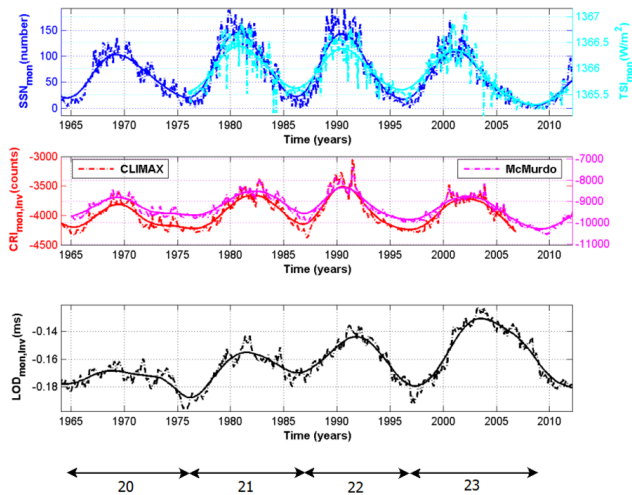 1367
150
1366.5
100
1366
50
1365.5
0
SSN_mon (number)
TSI_mon (W/m²)
1965 1970 1975 1980 1985 1990 1995 2000 2005 2010
Time (years)
-3000
-7000
CLIMAX
McMurdo
-3500
-8000
-9000
-4000
-10000
-4500
-11000
CRI_mon,inv (counts)
1965 1970 1975 1980 1985 1990 1995 2000 2005 2010
Time (years)
-0.14
-0.16
-0.18
LOD_mon,inv (ms)
1965 1970 1975 1980 1985 1990 1995 2000 2005 2010
Time (years)
20 21 22 23